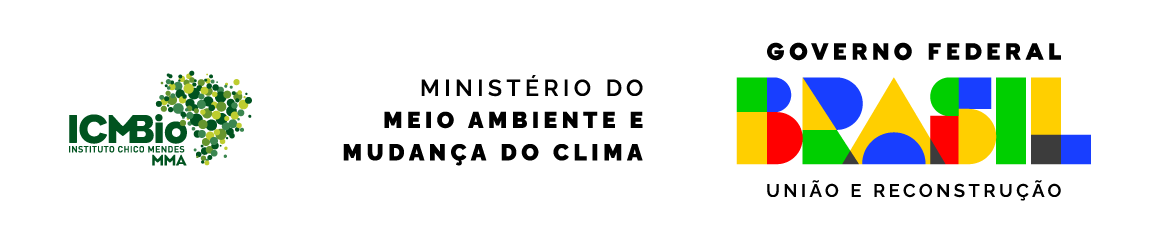 ICMBio
INSTITUTO CHICO MENDES
MMA
MINISTÉRIO DO
MEIO AMBIENTE E
MUDANÇA DO CLIMA
GOVERNO FEDERAL
BRASIL
UNIÃO E RECONSTRUÇÃO